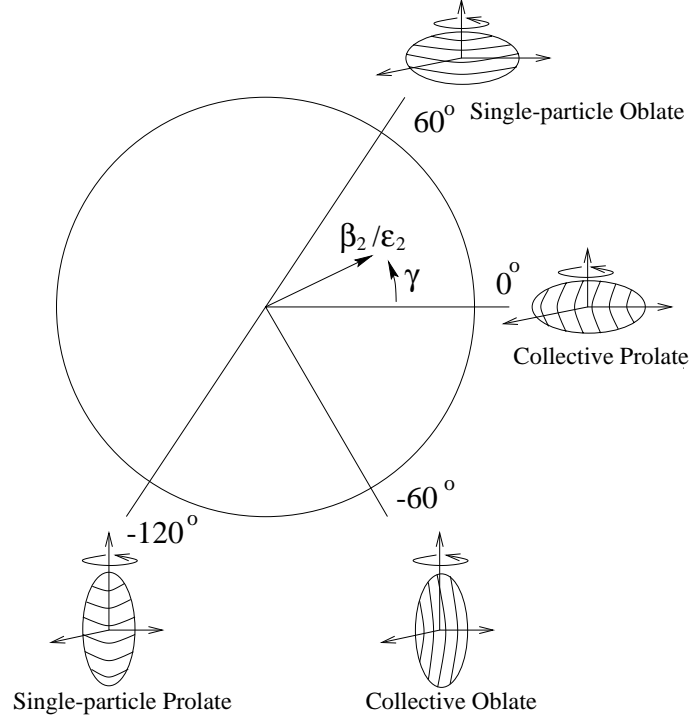 60°
Single-particle Oblate
β₂/ε₂
γ
0°
Collective Prolate
-60°
-120°
Single-particle Prolate
Collective Oblate